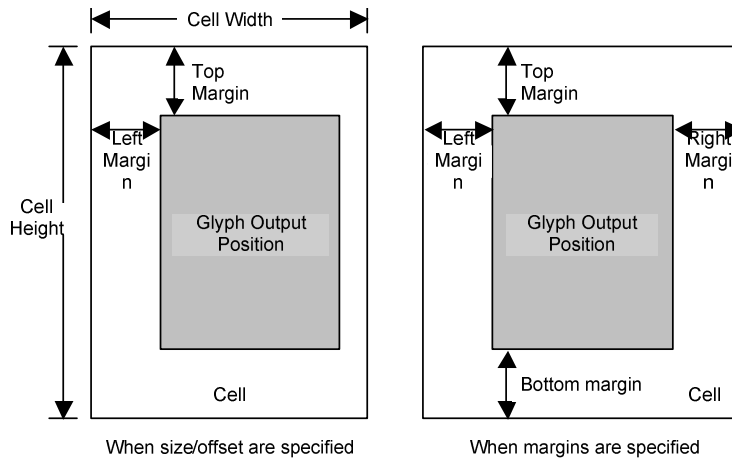 Cell Width
Top
Margin
Left
Margi
n
Cell
Height
Glyph Output
Position
Cell
When size/offset are specified
Top
Margin
Left
Margi
n
Right
Margi
n
Glyph Output
Position
Bottom margin
Cell
When margins are specified